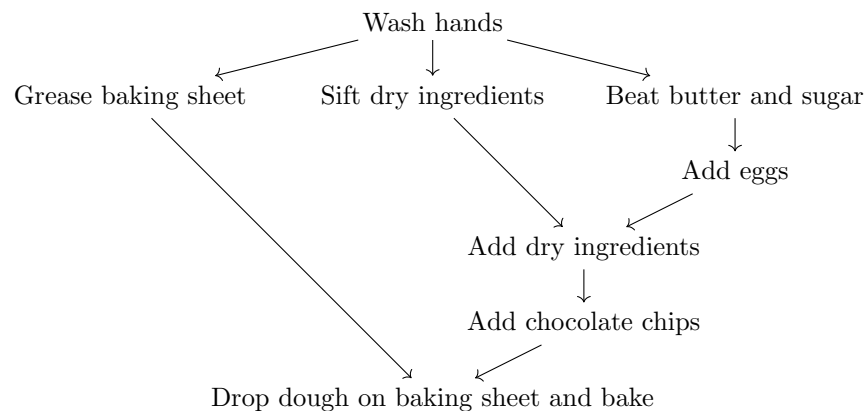 Wash hands
Grease baking sheet
Sift dry ingredients
Beat butter and sugar
Add eggs
Add dry ingredients
Add chocolate chips
Drop dough on baking sheet and bake